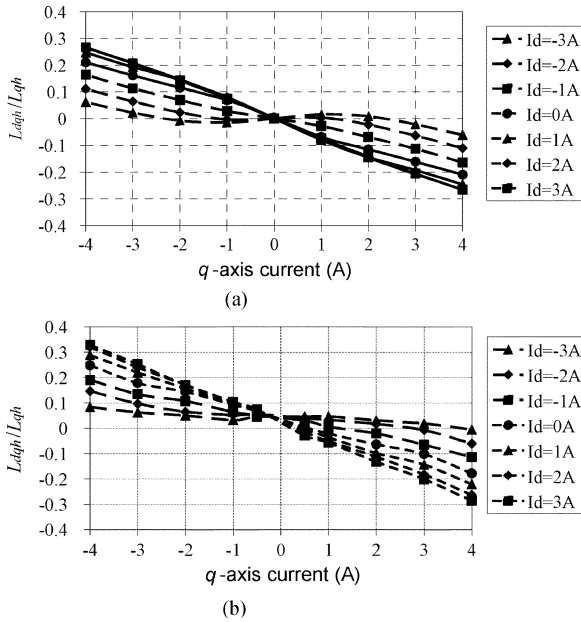 (a)
0.4
0.3
0.2
0.1
0
-0.1
-0.2
-0.3
-0.4
Ldqh/Lqh
-4 -3 -2 -1 0 1 2 3 4
q-axis current (A)
Id=-3A
Id=-2A
Id=-1A
Id=0A
Id=1A
Id=2A
Id=3A
(a)
0.4
0.3
0.2
0.1
0
-0.1
-0.2
-0.3
-0.4
Ldqh/Lqh
-4 -3 -2 -1 0 1 2 3 4
q-axis current (A)
Id=-3A
Id=-2A
Id=-1A
Id=0A
Id=1A
Id=2A
Id=3A
(b)